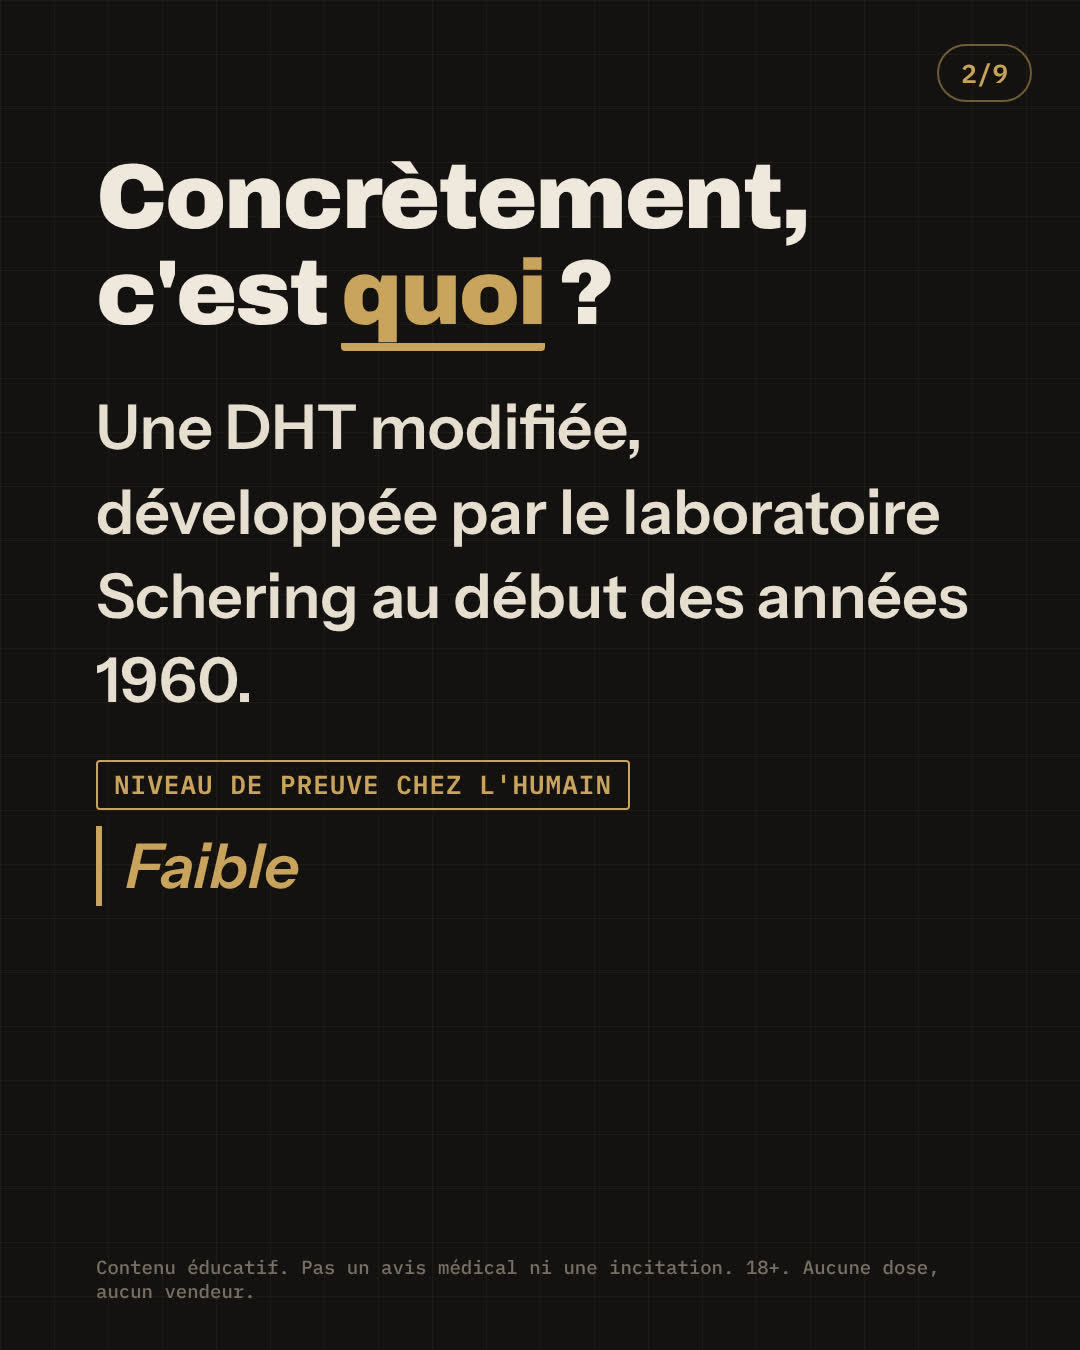 2/9
Concrètement,
c'est quoi ?
Une DHT modifiée,
développée par le laboratoire
Schering au début des années
1960.
NIVEAU DE PREUVE CHEZ L'HUMAIN
Faible
Contenu éducatif. Pas un avis médical ni une incitation. 18+. Aucune dose,
aucun vendeur.